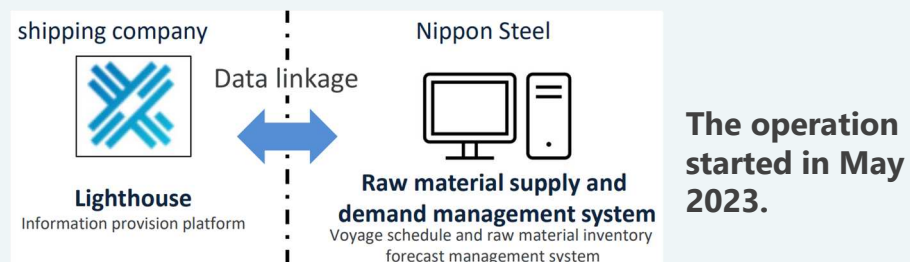 shipping company
Nippon Steel
Data linkage
Lighthouse
Information provision platform
Raw material supply and
demand management system
Voyage schedule and raw material inventory
forecast management system
The operation
started in May
2023.